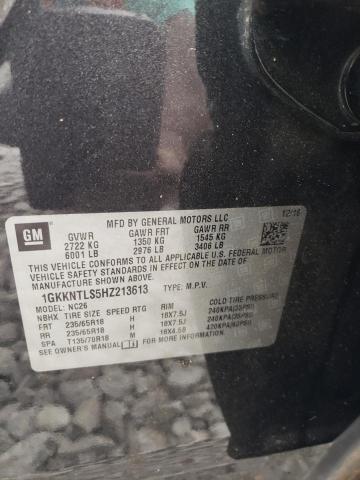 12/16
GM
MFD BY GENERAL MOTORS LLC
GVWR GAWR FRT GAWR RR
2722 KG 1350 KG 1545 KG
6001 LB 2976 LB 3406 LB
THIS VEHICLE CONFORMS TO ALL APPLICABLE U.S. FEDERAL MOTOR
VEHICLE SAFETY STANDARDS IN EFFECT ON THE DATE OF
MANUFACTURE SHOWN ABOVE.
1GKKNTLS5HZ213613 TYPE: M.P.V.
MODEL: NC26
NBHX TIRE SIZE SPEED RTG RIM COLD TIRE PRESSURE
FRT 235/65R18 H 18X7.5J 240KPA(35PSI)
RR 235/65R18 H 18X7.5J 240KPA(35PSI)
SPA T135/70R18 M 18X4.5B 420KPA(60PSI)
SEE OWNER'S MANUAL FOR MORE INFORMATION.